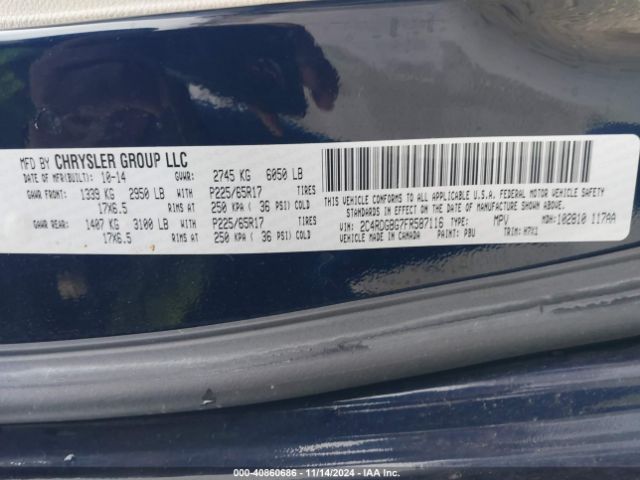 MFD BY CHRYSLER GROUP LLC
DATE OF MFR(BUILT): 10-14 GVWR: 2745 KG 6050 LB
GAWR FRONT: 1339 KG 2950 LB WITH P225/65R17 TIRES
17X6.5 RIMS AT 250 KPA ( 36 PSI) COLD
GAWR REAR: 1407 KG 3100 LB WITH P225/65R17 TIRES
17X6.5 RIMS AT 250 KPA ( 36 PSI) COLD
THIS VEHICLE CONFORMS TO ALL APPLICABLE U.S.A. FEDERAL MOTOR VEHICLE SAFETY
STANDARDS IN EFFECT ON THE DATE OF MANUFACTURE SHOWN ABOVE.
VIN: 2C4RDGBG7FR587116 TYPE: MPV MDH: 102810 117AA
VEHICLE MADE IN CANADA PAINT: PBU TRIM: H7X1
00-40860686 - 11/14/2024 - IAA Inc.